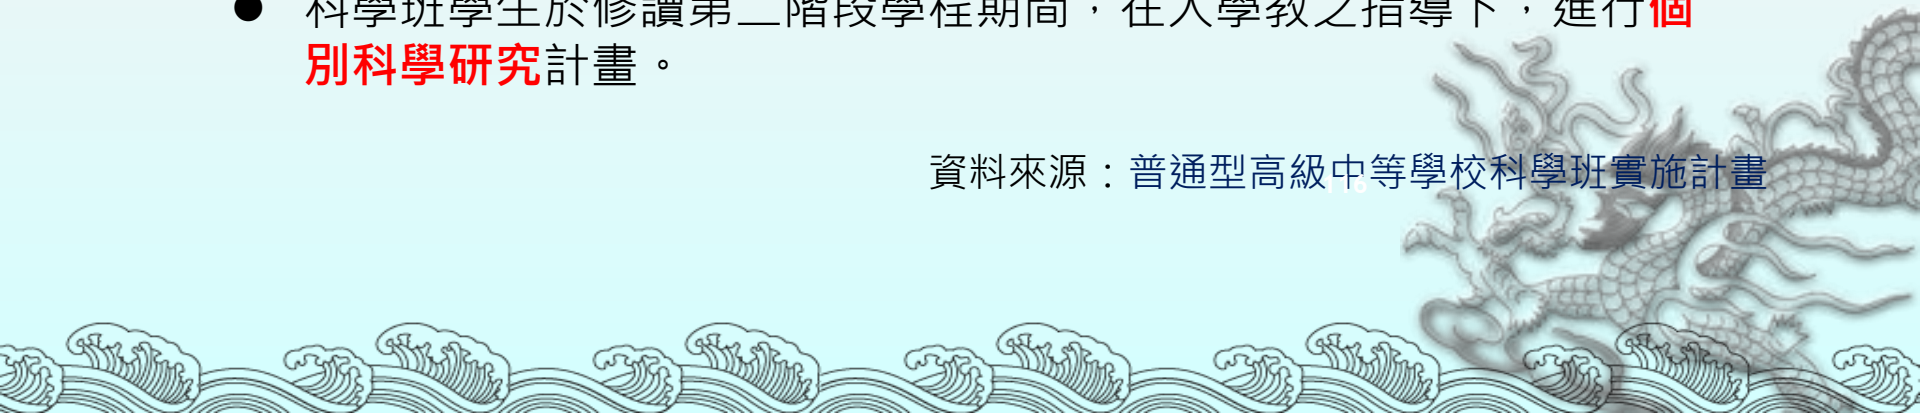 ● 科學班學生於修讀第二階段學程期間，在大學教之指導下，進行個
別科學研究計畫。
資料來源：普通型高級中等學校科學班實施計畫